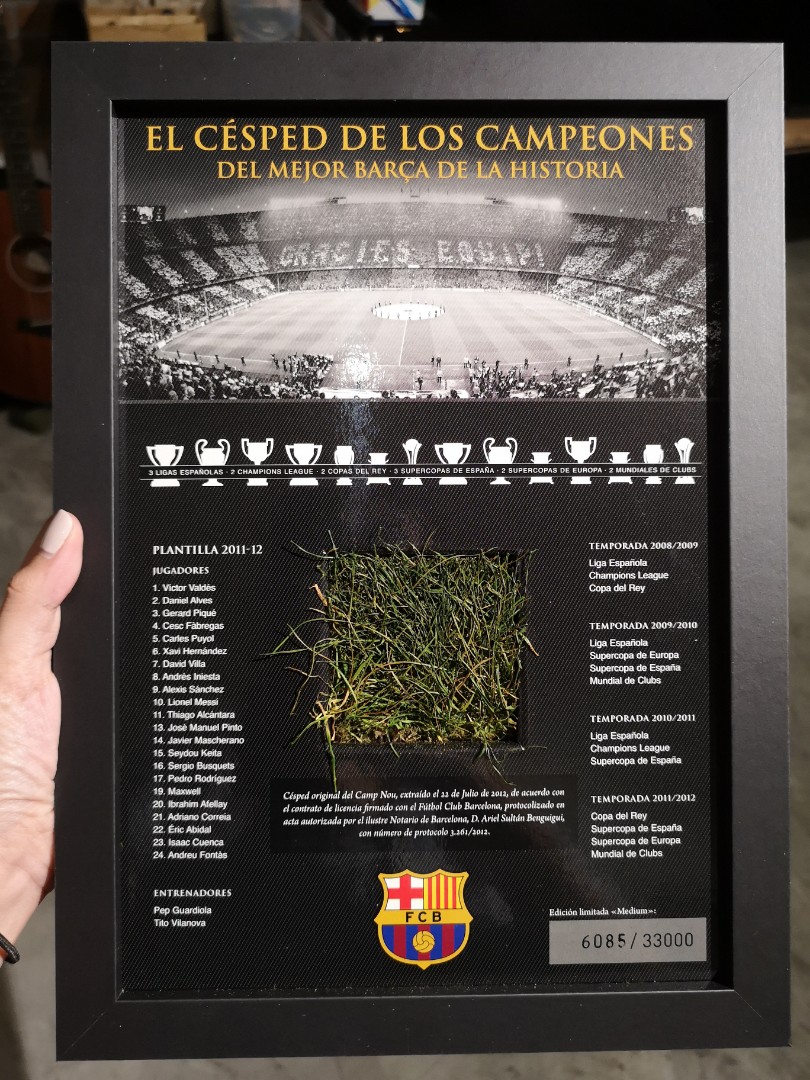 EL CÉSPED DE LOS CAMPEONES
DEL MEJOR BARÇA DE LA HISTORIA
GRACIES EQUIP!
3 LIGAS ESPAÑOLAS · 2 CHAMPIONS LEAGUE · 2 COPAS DEL REY · 3 SUPERCOPAS DE ESPAÑA · 2 SUPERCOPAS DE EUROPA · 2 MUNDIALES DE CLUBS
PLANTILLA 2011-12
JUGADORES
1. Víctor Valdés
2. Daniel Alves
3. Gerard Piqué
4. Cesc Fàbregas
5. Carles Puyol
6. Xavi Hernández
7. David Villa
8. Andrés Iniesta
9. Alexis Sánchez
10. Lionel Messi
11. Thiago Alcántara
13. José Manuel Pinto
14. Javier Mascherano
15. Seydou Keita
16. Sergio Busquets
17. Pedro Rodríguez
19. Maxwell
20. Ibrahim Afellay
21. Adriano Correia
22. Éric Abidal
23. Isaac Cuenca
24. Andreu Fontàs
ENTRENADORES
Pep Guardiola
Tito Vilanova
Césped original del Camp Nou, extraído el 22 de Julio de 2012, de acuerdo con
el contrato de licencia firmado con el Fútbol Club Barcelona, protocolizado en
acta autorizada por el ilustre Notario de Barcelona, D. Ariel Sultán Benguigui,
con número de protocolo 3.261/2012.
FCB
TEMPORADA 2008/2009
Liga Española
Champions League
Copa del Rey
TEMPORADA 2009/2010
Liga Española
Supercopa de Europa
Supercopa de España
Mundial de Clubs
TEMPORADA 2010/2011
Liga Española
Champions League
Supercopa de España
TEMPORADA 2011/2012
Copa del Rey
Supercopa de España
Supercopa de Europa
Mundial de Clubs
Edición limitada «Medium»:
6085/33000